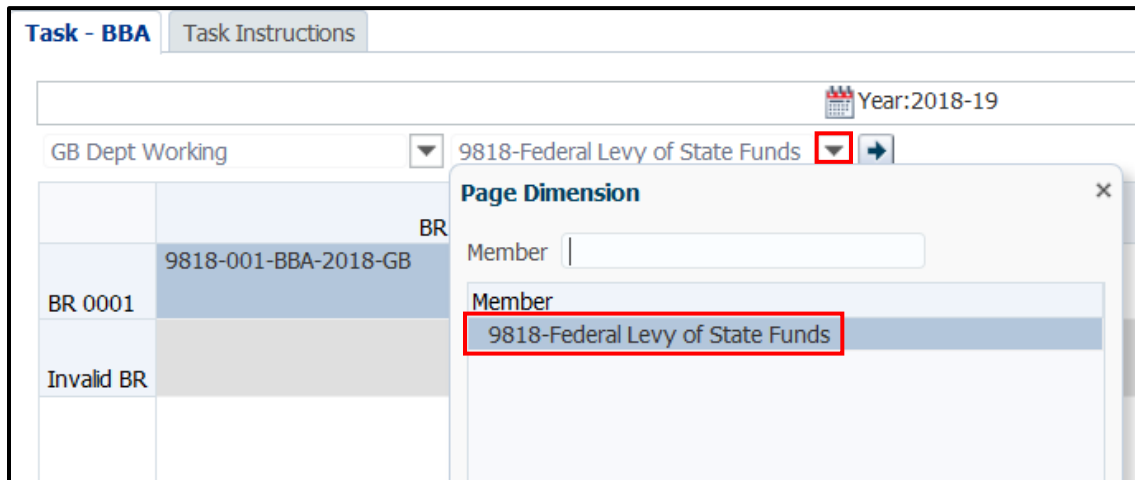 Task - BBA Task Instructions
Year:2018-19
GB Dept Working 9818-Federal Levy of State Funds
Page Dimension
BR
Member
9818-001-BBA-2018-GB
BR 0001
Member
9818-Federal Levy of State Funds
Invalid BR